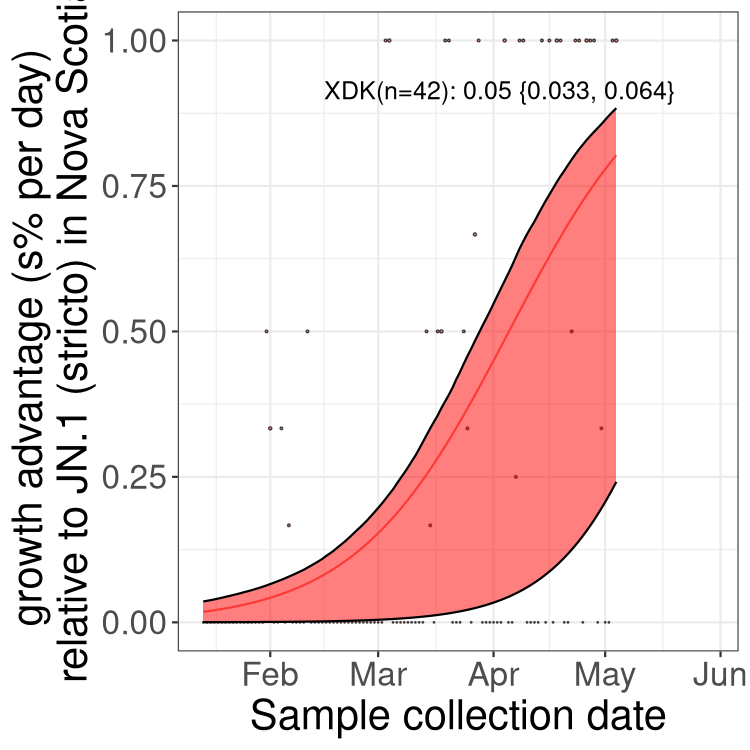 growth advantage (s% per day)
relative to JN.1 (stricto) in Nova Scotia
1.00
0.75
0.50
0.25
0.00
XDK(n=42): 0.05 {0.033, 0.064}
Feb Mar Apr May Jun
Sample collection date